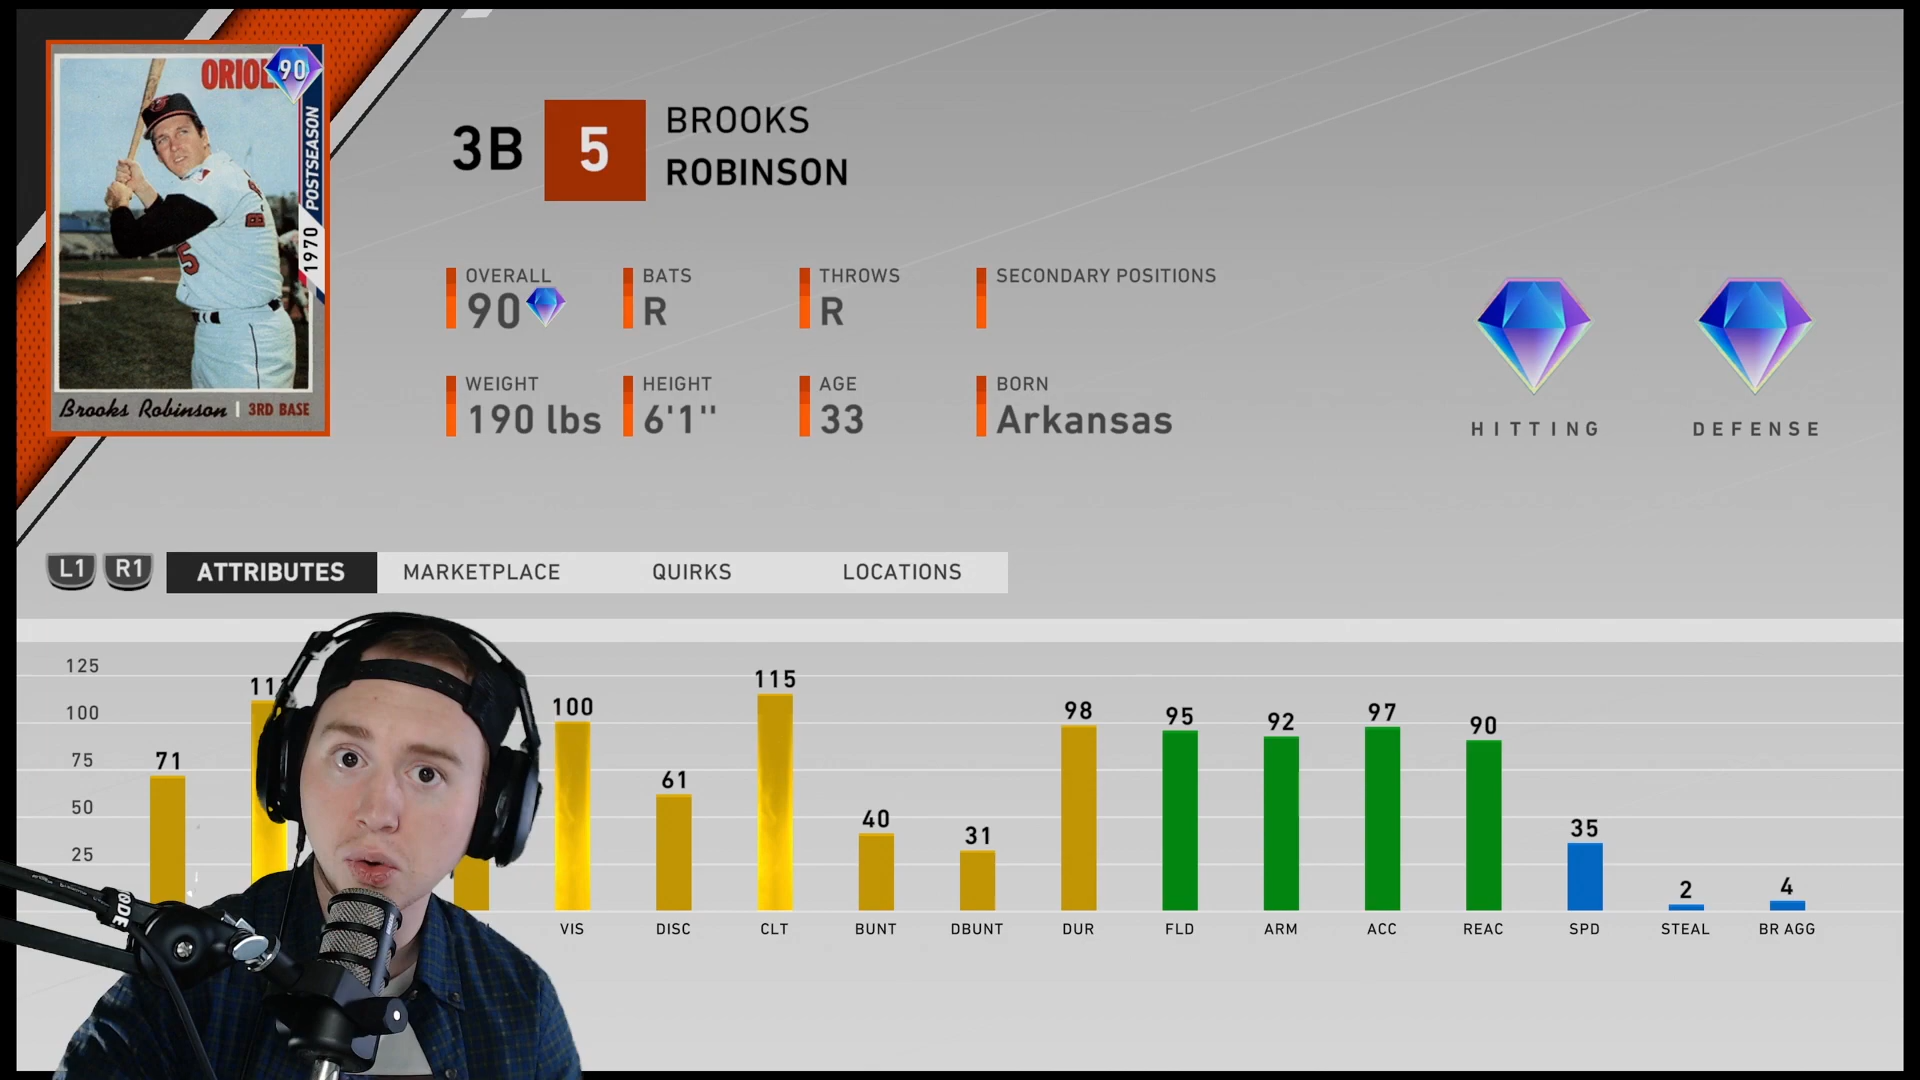 ORIOL
90
POSTSEASON
1970
5
Brooks Robinson | 3RD BASE
3B
5
BROOKS
ROBINSON
OVERALL
90
BATS
R
THROWS
R
SECONDARY POSITIONS
WEIGHT
190 lbs
HEIGHT
6'1"
AGE
33
BORN
Arkansas
HITTING
DEFENSE
L1 R1 ATTRIBUTES MARKETPLACE QUIRKS LOCATIONS
125
100
75
50
25
71
100
61
115
40
31
98
95
92
97
90
35
2
4
VIS DISC CLT BUNT DBUNT DUR FLD ARM ACC REAC SPD STEAL BR AGG